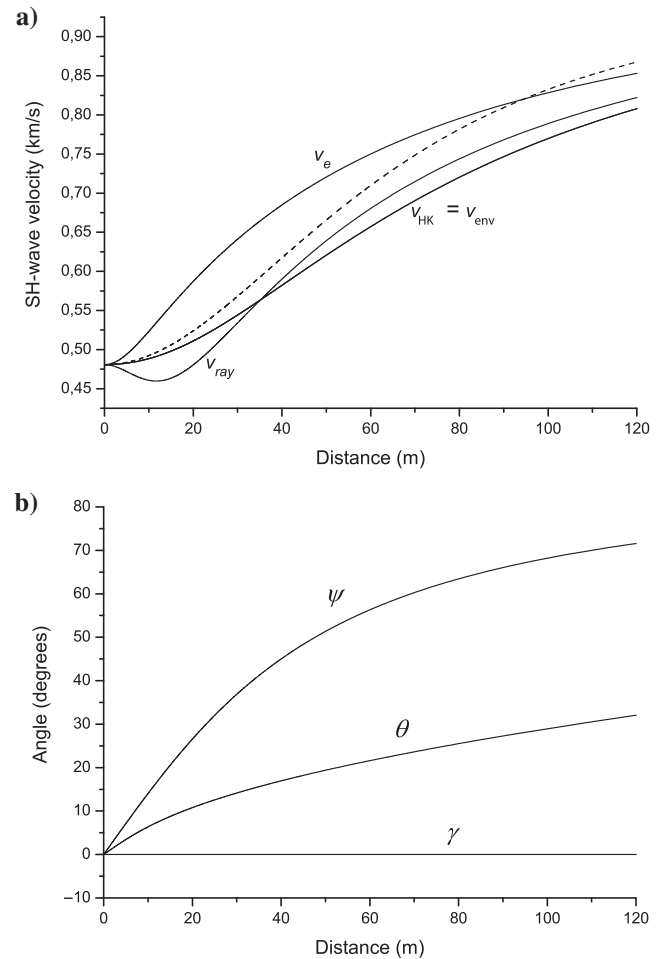 a)
0,90
0,85
0,80
0,75
0,70
0,65
0,60
0,55
0,50
0,45
SH-wave velocity (km/s)
v_e
v_HK = v_env
v_ray
0 20 40 60 80 100 120
Distance (m)
b)
80
70
60
50
40
30
20
10
0
–10
Angle (degrees)
ψ
θ
γ
0 20 40 60 80 100 120
Distance (m)